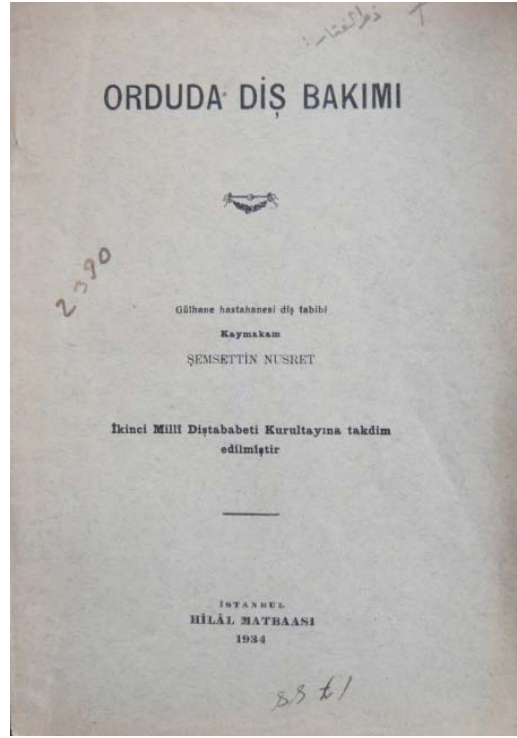 ذوالفقار
ORDUDA DİŞ BAKIMI
2390
Gülhane hastahanesi diş tabibi
Kaymakam
ŞEMSETTİN NUSRET
İkinci Millî Diştababeti Kurultayına takdim
edilmiştir
İSTANBUL
HİLÂL MATBAASI
1934